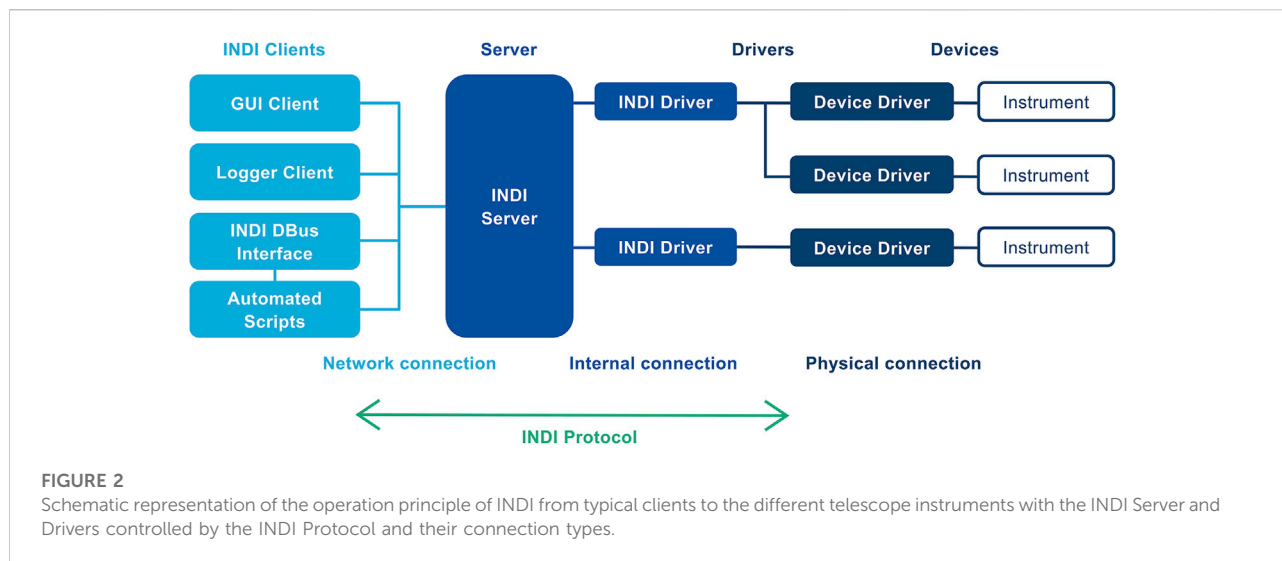 INDI Clients
Server
Drivers
Devices
GUI Client
Logger Client
INDI DBus
Interface
Automated
Scripts
INDI
Server
INDI Driver
INDI Driver
Device Driver
Device Driver
Device Driver
Instrument
Instrument
Instrument
Network connection
Internal connection
Physical connection
INDI Protocol
FIGURE 2
Schematic representation of the operation principle of INDI from typical clients to the different telescope instruments with the INDI Server and
Drivers controlled by the INDI Protocol and their connection types.